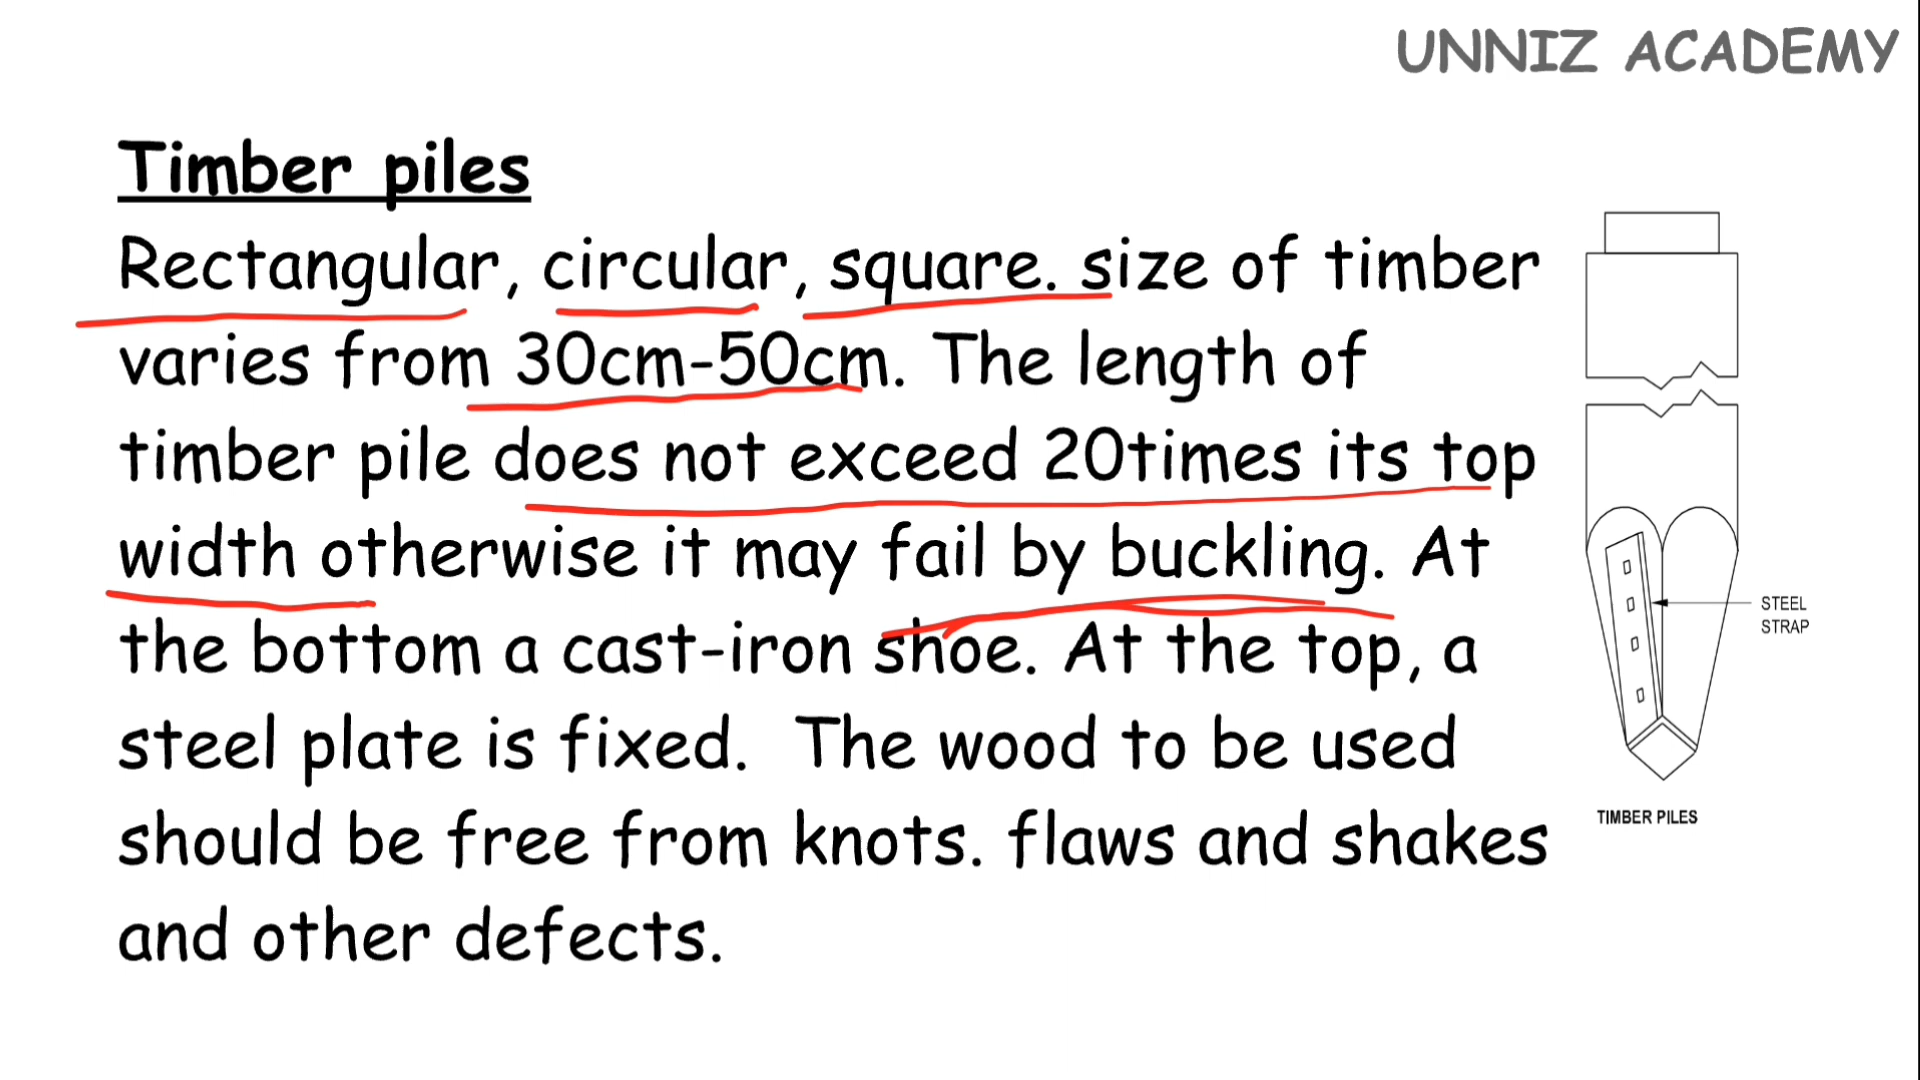 UNNIZ ACADEMY
Timber piles
Rectangular, circular, square. size of timber
varies from 30cm-50cm. The length of
timber pile does not exceed 20times its top
width otherwise it may fail by buckling. At
the bottom a cast-iron shoe. At the top, a
steel plate is fixed.  The wood to be used
should be free from knots. flaws and shakes
and other defects.
STEEL
STRAP
TIMBER PILES